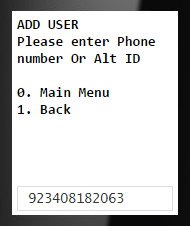 ADD USER
Please enter Phone
number Or Alt ID
0. Main Menu
1. Back
923408182063